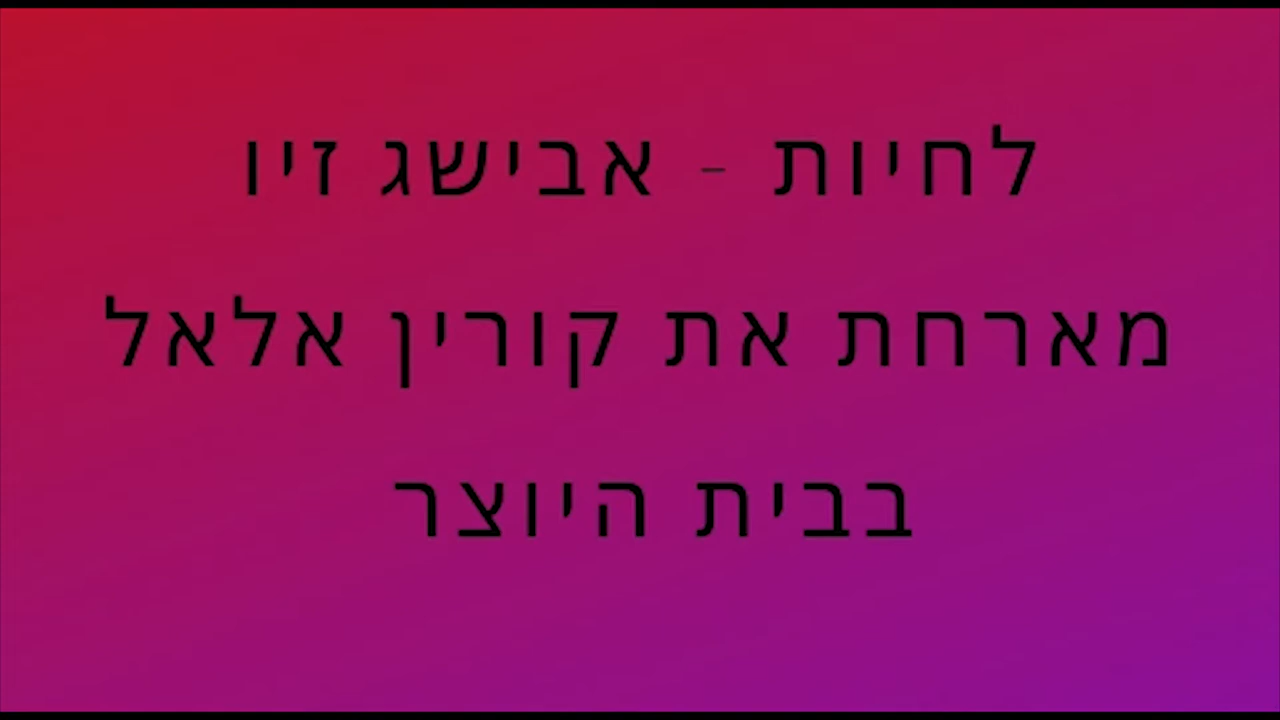 לחיות - אבישג זיו
מארחת את קורין אלאל
בבית היוצר